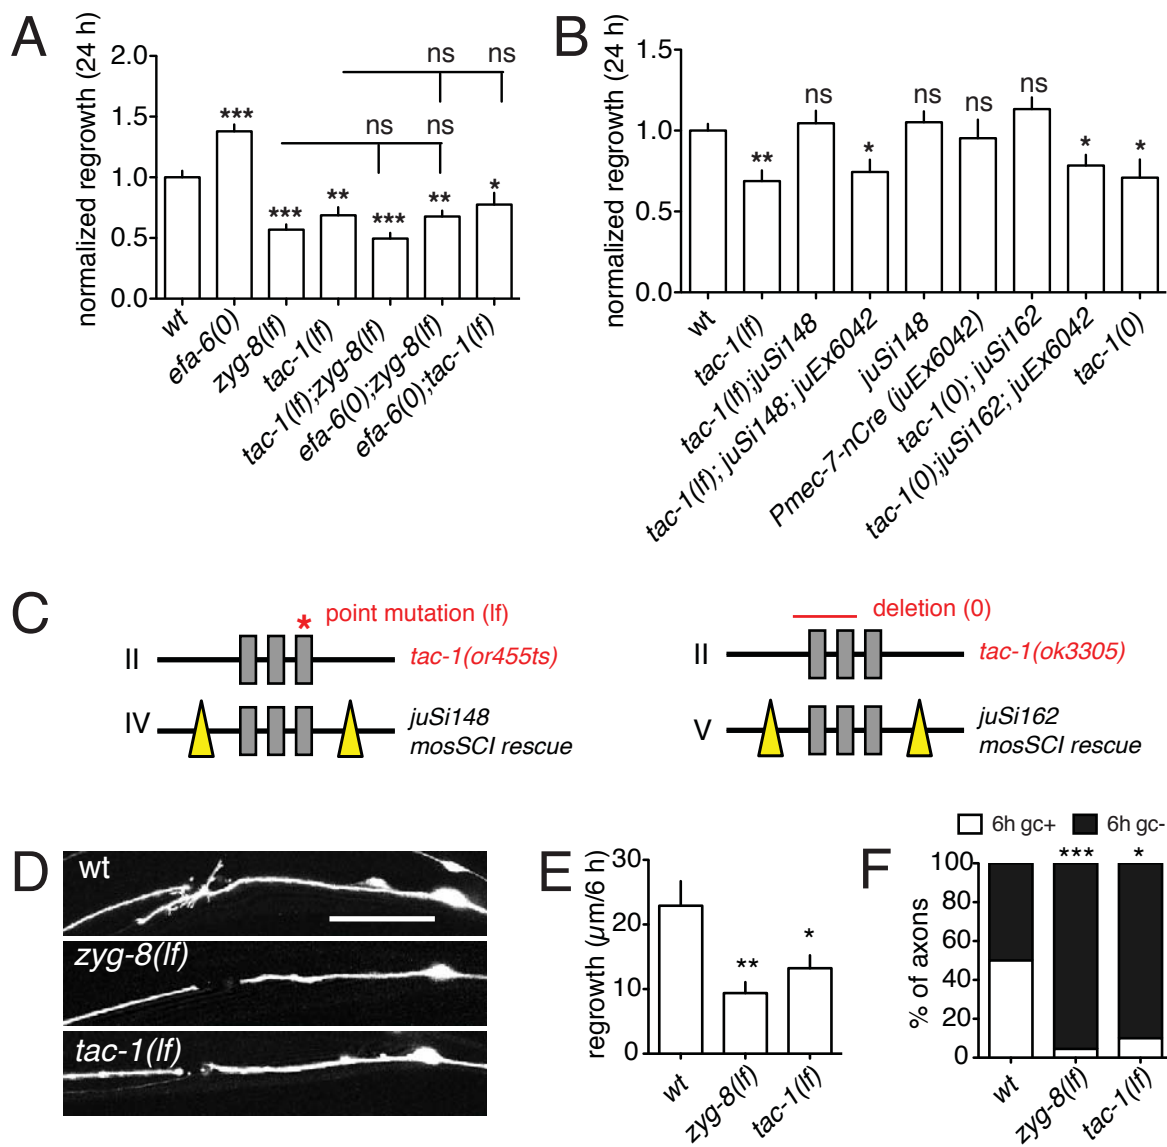 A
normalized regrowth (24 h)
2.0
1.5
1.0
0.5
0.0
ns
ns
ns
ns
***
***
**
***
**
*
wt
efa-6(0)
zyg-8(lf)
tac-1(lf)
tac-1(lf);zyg-8(lf)
efa-6(0);zyg-8(lf)
efa-6(0);tac-1(lf)
B
normalized regrowth (24 h)
1.5
1.0
0.5
0.0
**
ns
*
ns
ns
ns
*
*
wt
tac-1(lf)
tac-1(lf);juSi148
tac-1(lf); juSi148; juEx6042
juSi148
Pmec-7-nCre (juEx6042)
tac-1(0); juSi162
tac-1(0);juSi162; juEx6042
tac-1(0)
C
* point mutation (lf)
II
tac-1(or455ts)
IV
juSi148
mosSCI rescue
deletion (0)
II
tac-1(ok3305)
V
juSi162
mosSCI rescue
D
wt
zyg-8(lf)
tac-1(lf)
E
regrowth (µm/6 h)
30
20
10
0
**
*
wt
zyg-8(lf)
tac-1(lf)
F
6h gc+
6h gc-
% of axons
100
80
60
40
20
0
***
*
wt
zyg-8(lf)
tac-1(lf)